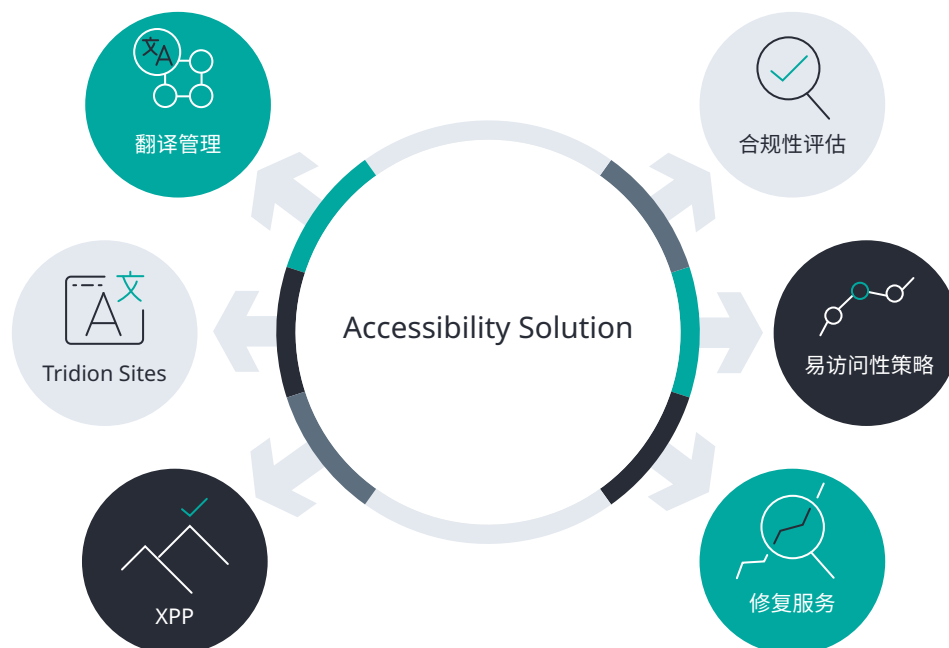 翻译管理
合规性评估
Tridion Sites
Accessibility Solution
易访问性策略
XPP
修复服务